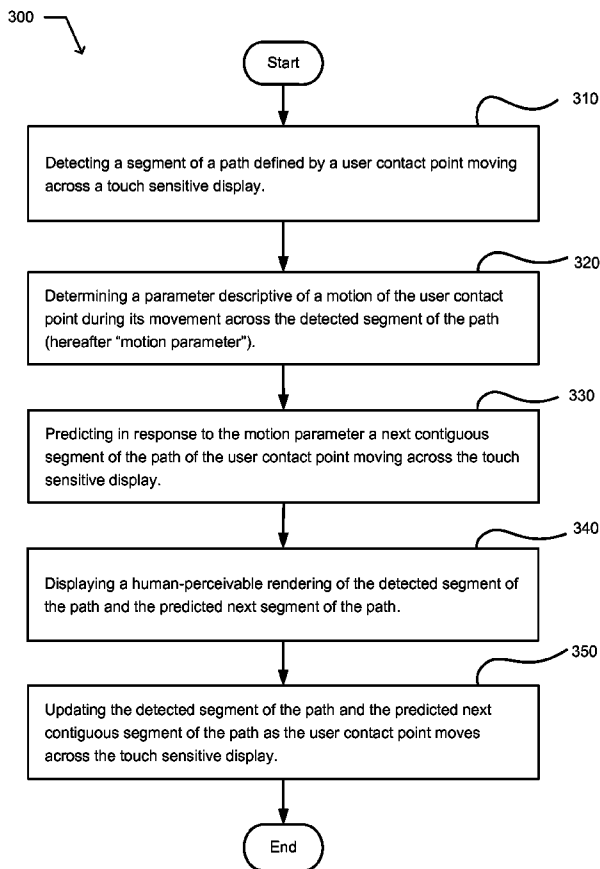 300
Start
310
Detecting a segment of a path defined by a user contact point moving
across a touch sensitive display.
320
Determining a parameter descriptive of a motion of the user contact
point during its movement across the detected segment of the path
(hereafter “motion parameter”).
330
Predicting in response to the motion parameter a next contiguous
segment of the path of the user contact point moving across the touch
sensitive display.
340
Displaying a human-perceivable rendering of the detected segment of
the path and the predicted next segment of the path.
350
Updating the detected segment of the path and the predicted next
contiguous segment of the path as the user contact point moves
across the touch sensitive display.
End